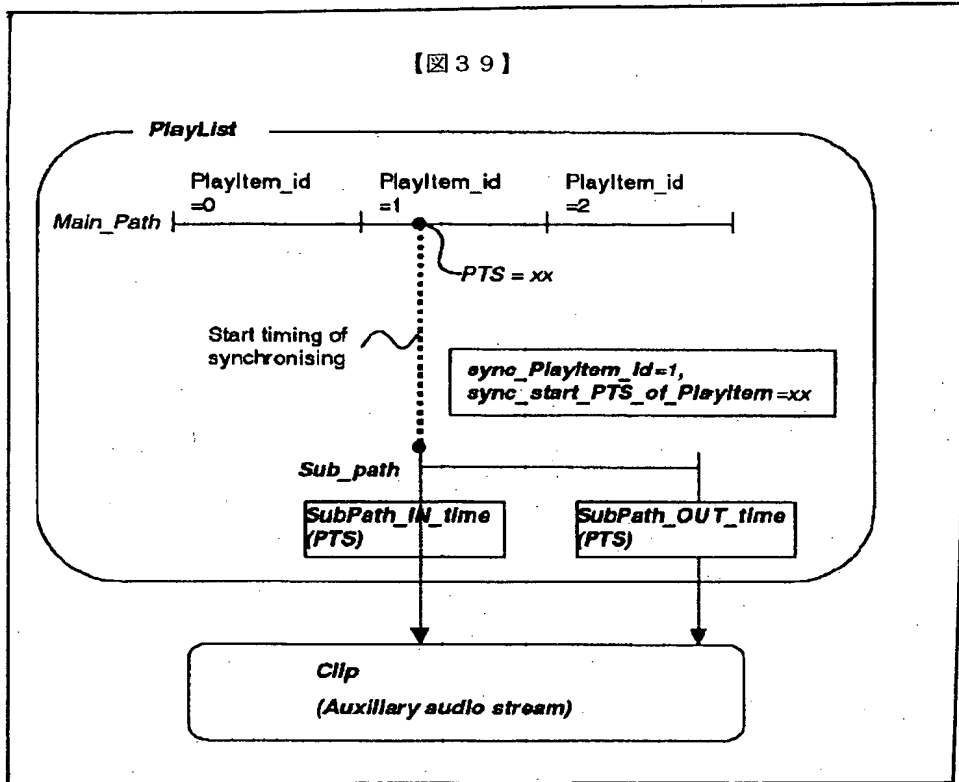 【図39】
PlayList
PlayItem_id
=0
PlayItem_id
=1
PlayItem_id
=2
Main_Path
PTS = xx
Start timing of
synchronising
sync_PlayItem_id=1,
sync_start_PTS_of_PlayItem=xx
Sub_path
SubPath_IN_time
(PTS)
SubPath_OUT_time
(PTS)
Clip
(Auxiliary audio stream)